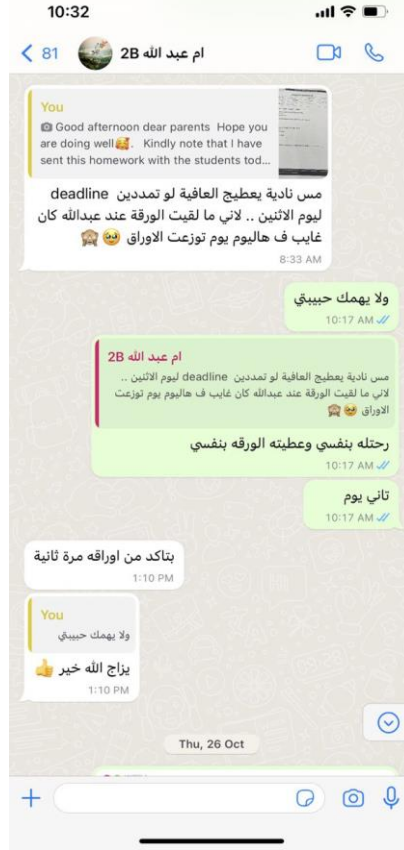 10:32
81
ام عبد الله 2B
You
Good afternoon dear parents Hope you
are doing well🥰. Kindly note that I have
sent this homework with the students tod...
مس نادية يعطيج العافية لو تمددين deadline
ليوم الاثنين .. لاني ما لقيت الورقة عند عبدالله كان
غايب ف هاليوم يوم توزعت الاوراق 🥹🙈
8:33 AM
ولا يهمك حبيبتي
10:17 AM
ام عبد الله 2B
مس نادية يعطيج العافية لو تمددين deadline ليوم الاثنين ..
لاني ما لقيت الورقة عند عبدالله كان غايب ف هاليوم يوم توزعت
الاوراق 🥹🙈
رحتله بنفسي وعطيته الورقه بنفسي
10:17 AM
تاني يوم
10:17 AM
بتاكد من اوراقه مرة ثانية
1:10 PM
You
ولا يهمك حبيبتي
يزاج الله خير 👍
1:10 PM
Thu, 26 Oct